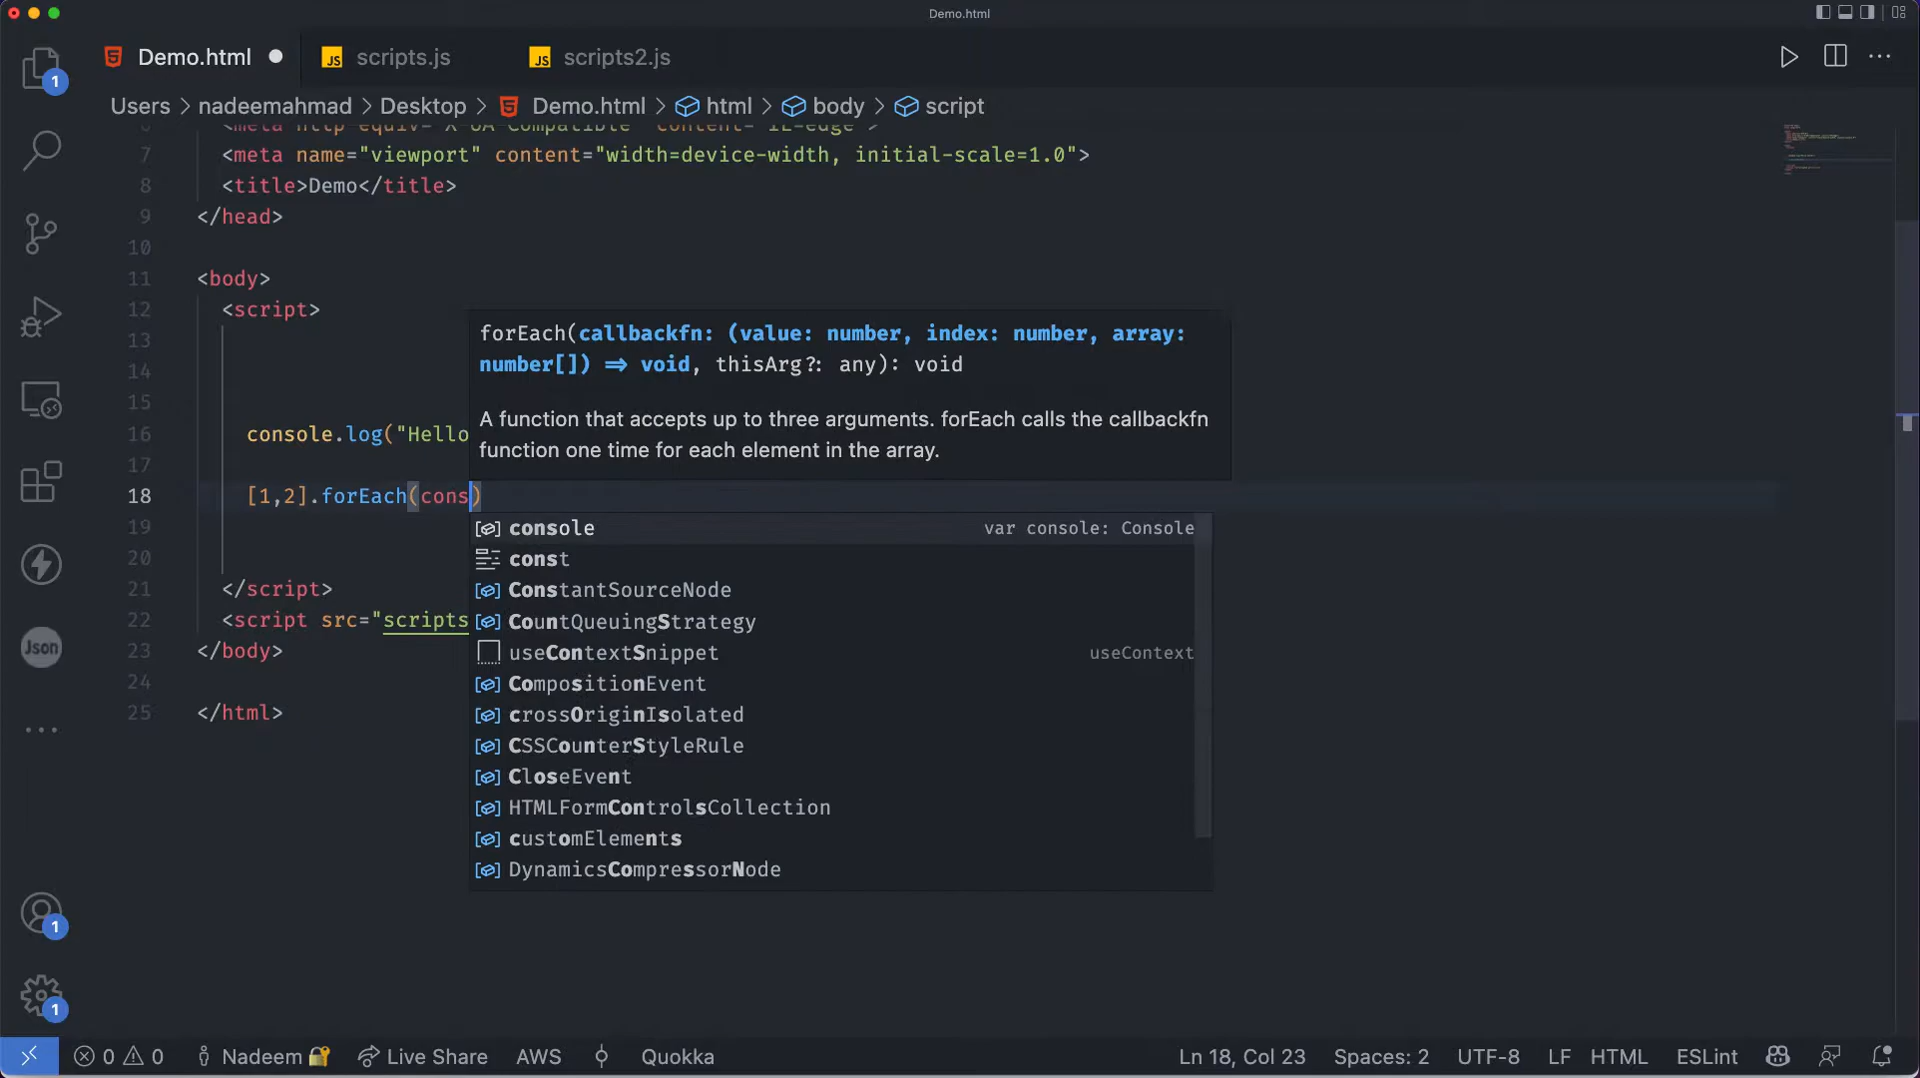 Demo.html
Demo.html
JS scripts.js
JS scripts2.js
1
Users > nadeemahmad > Desktop > Demo.html > html > body > script
7 <meta name="viewport" content="width=device-width, initial-scale=1.0">
8 <title>Demo</title>
9 </head>
10
11 <body>
12 <script>
13
14
15
16 console.log("Hello
17
18 [1,2].forEach(cons)
19
20
21 </script>
22 <script src="scripts
23 </body>
24
25 </html>
forEach(callbackfn: (value: number, index: number, array:
number[]) => void, thisArg?: any): void
A function that accepts up to three arguments. forEach calls the callbackfn
function one time for each element in the array.
console var console: Console
const
ConstantSourceNode
CountQueuingStrategy
useContextSnippet useContext
CompositionEvent
crossOriginIsolated
CSSCounterStyleRule
CloseEvent
HTMLFormControlsCollection
customElements
DynamicsCompressorNode
Json
1
1
0 0 Nadeem Live Share AWS Quokka Ln 18, Col 23 Spaces: 2 UTF-8 LF HTML ESLint